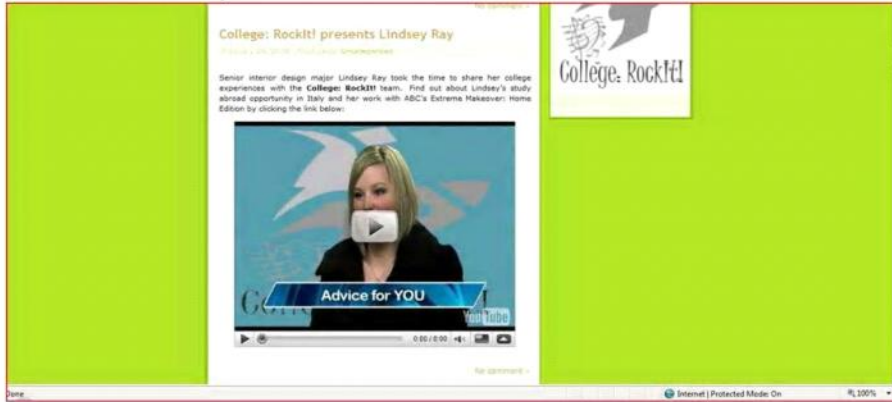 No comment »
College: RockIt! presents Lindsey Ray
Uncategorized
Senior interior design major Lindsey Ray took the time to share her college
experiences with the College: RockIt! team. Find out about Lindsey's study
abroad opportunity in Italy and her work with ABC's Extreme Makeover: Home
Edition by clicking the link below:
College: RockIt!
Advice for YOU
YouTube
0:00 / 0:00
No comment »
Done
Internet | Protected Mode: On
100%